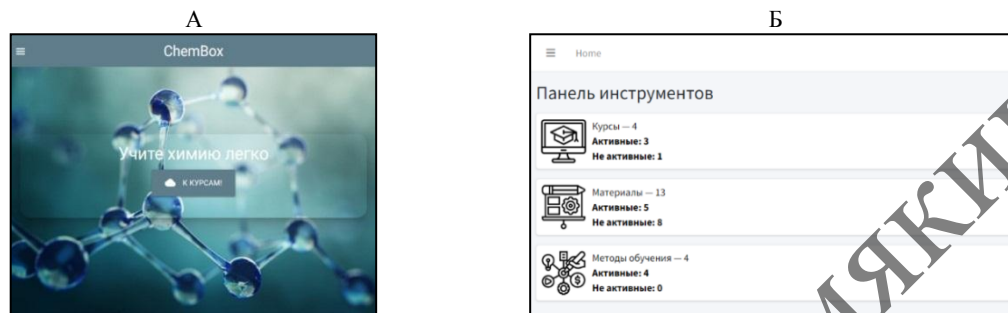 А
Б
ChemBox
Учите химию легко
К КУРСАМ!
Home
Панель инструментов
Курсы — 4
Активные: 3
Не активные: 1
Материалы — 13
Активные: 5
Не активные: 8
Методы обучения — 4
Активные: 4
Не активные: 0